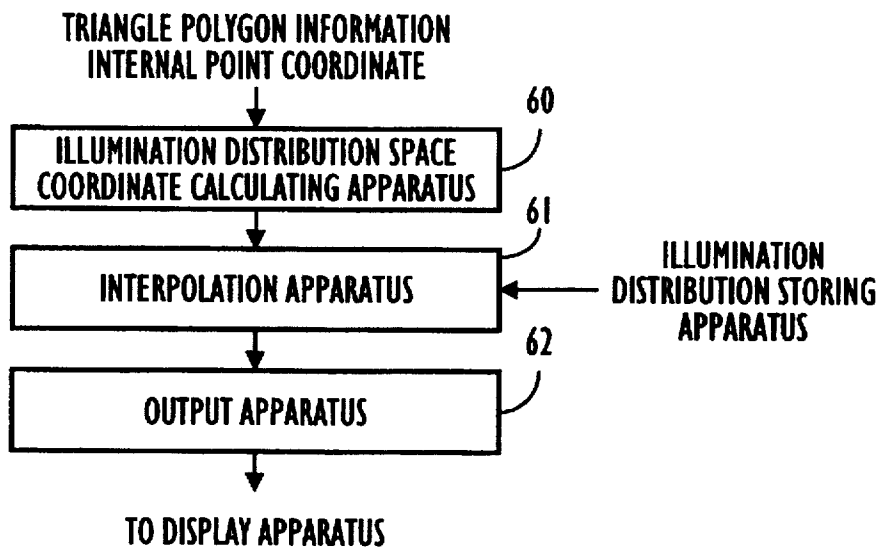 TRIANGLE POLYGON INFORMATION
INTERNAL POINT COORDINATE
60
ILLUMINATION DISTRIBUTION SPACE
COORDINATE CALCULATING APPARATUS
61
INTERPOLATION APPARATUS
ILLUMINATION
DISTRIBUTION STORING
APPARATUS
62
OUTPUT APPARATUS
TO DISPLAY APPARATUS